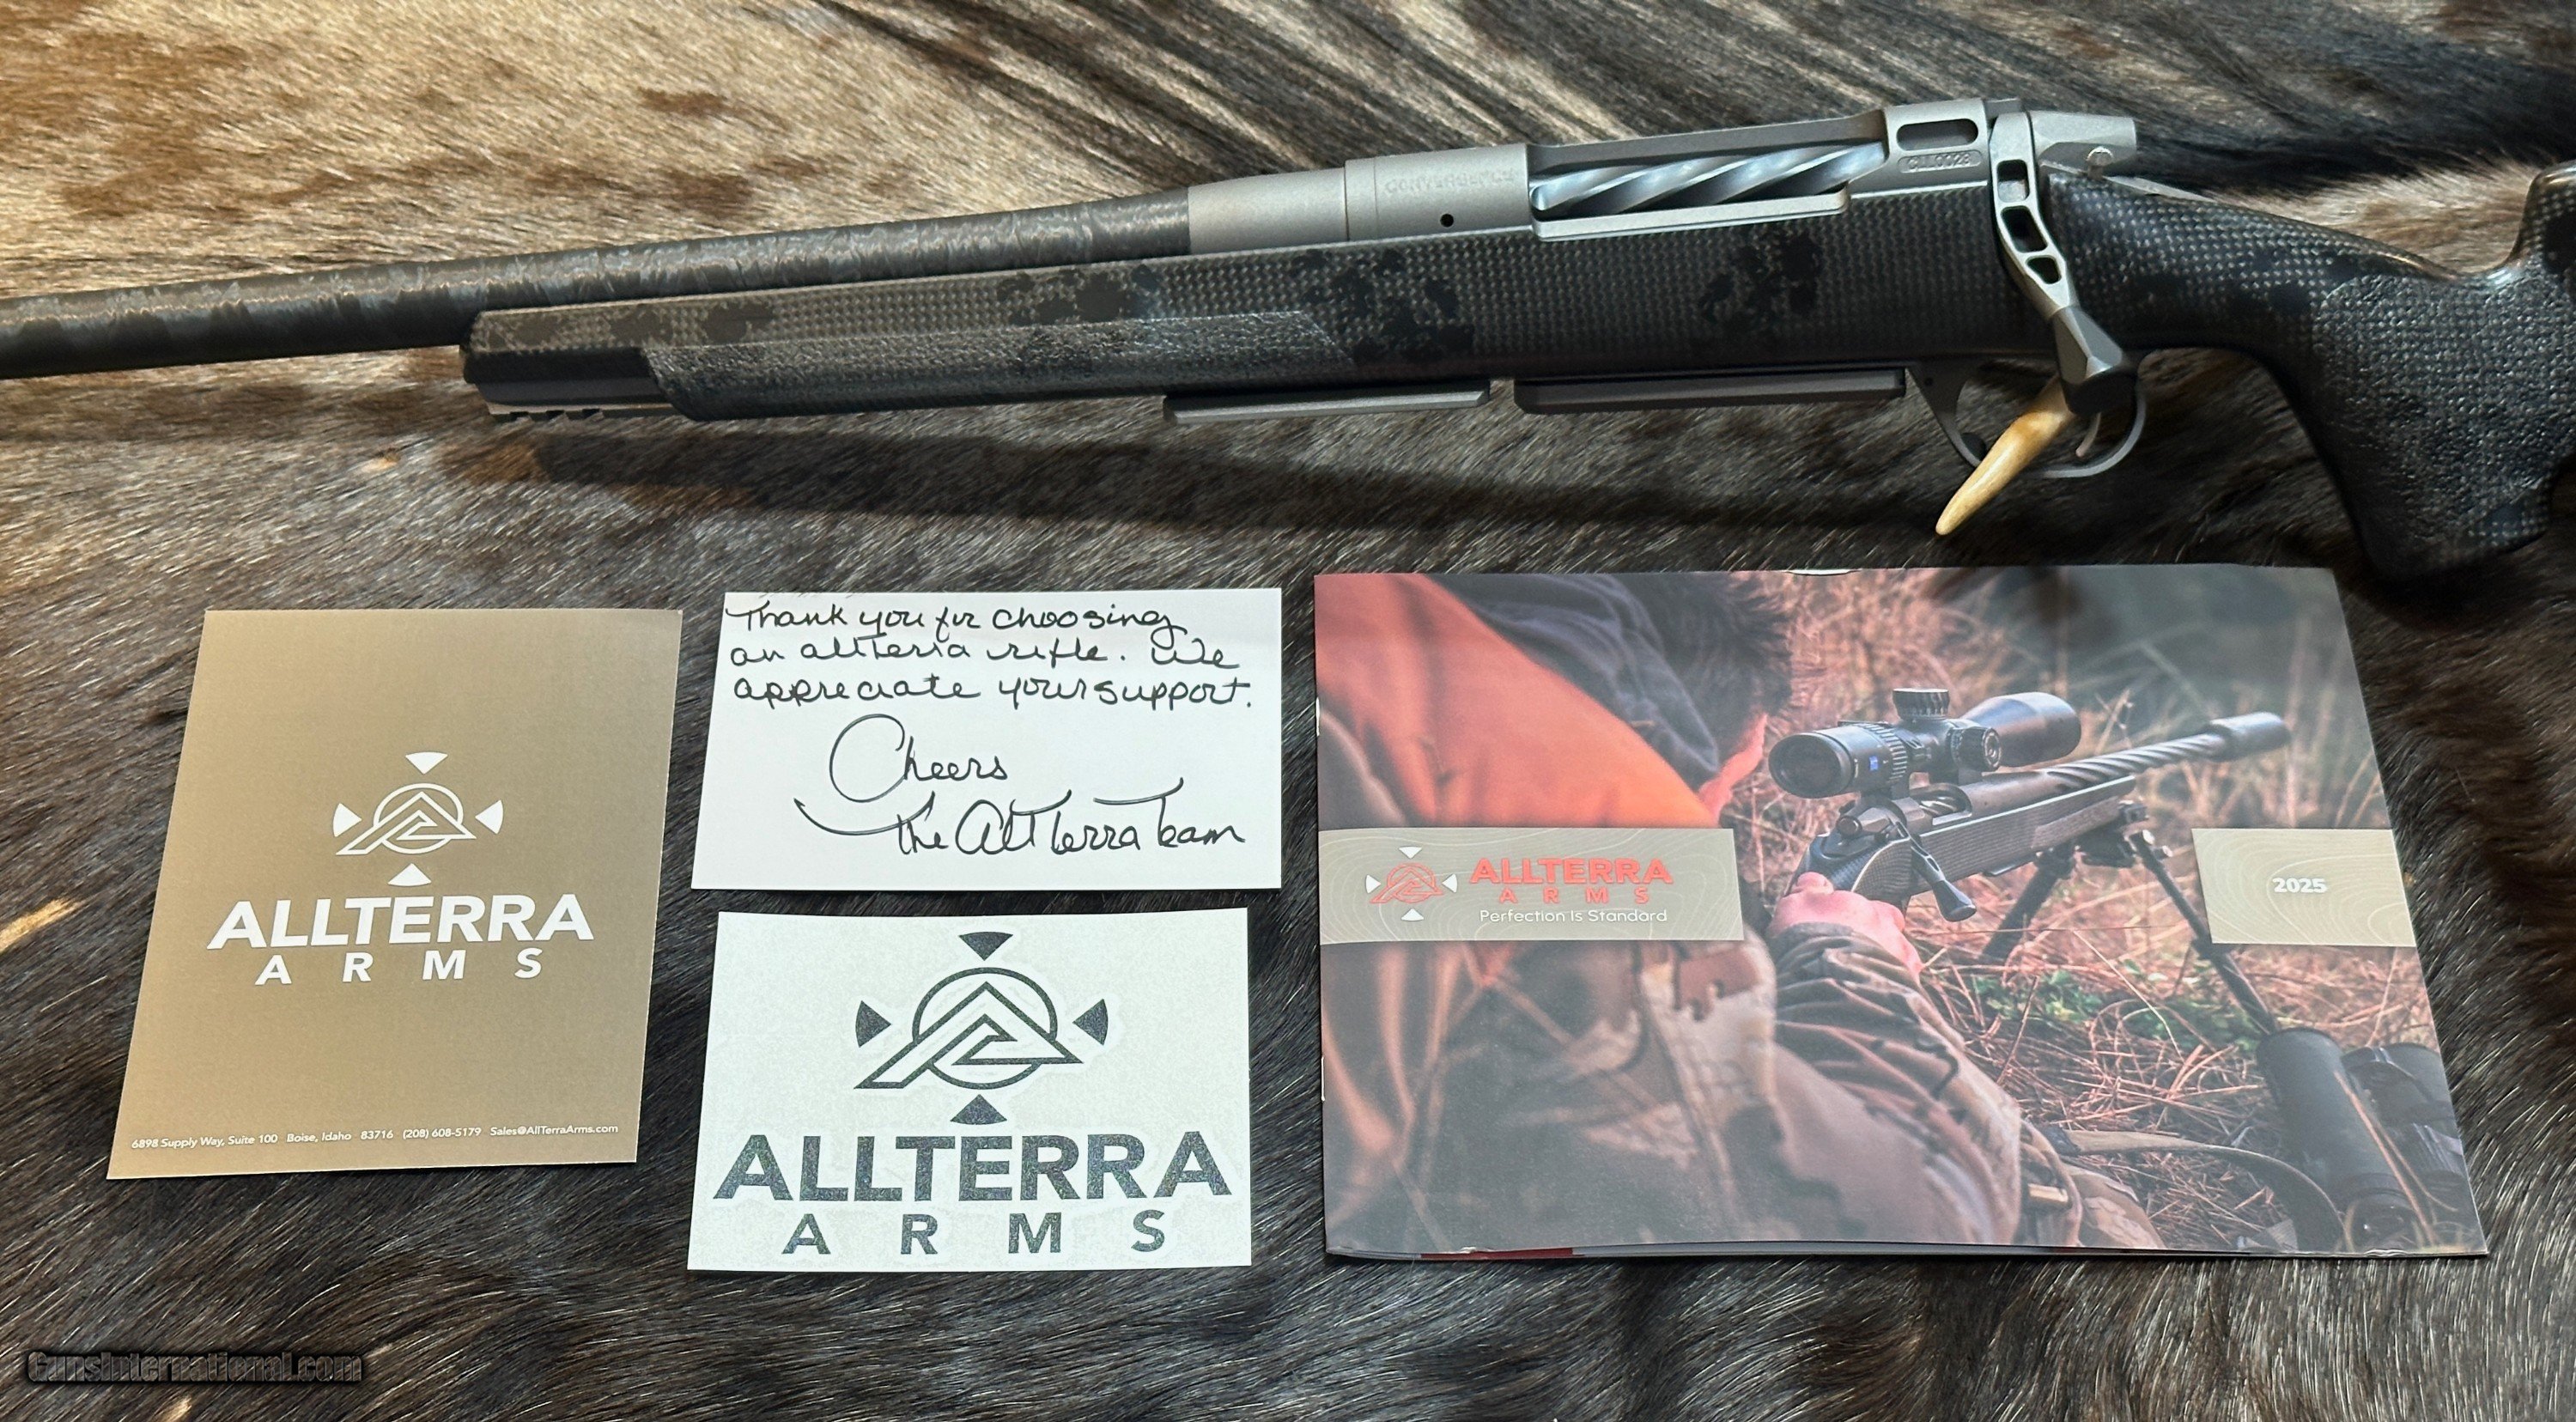 CONVERGENCE
CLL0028
Thank you for choosing
an allTerra rifle. We
appreciate your support.
Cheers
The AllTerra Team
ALLTERRA
ARMS
6898 Supply Way, Suite 100 Boise, Idaho 83716 (208) 608-5179 Sales@AllTerraArms.com
ALLTERRA
ARMS
ALLTERRA
ARMS
Perfection Is Standard
2025
GunsInternational.com